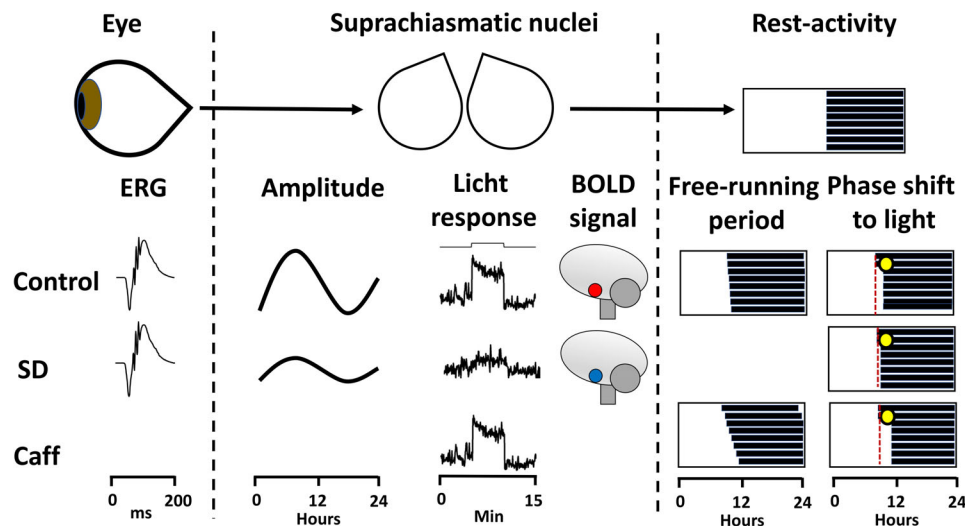 Eye
Suprachiasmatic nuclei
Rest-activity
ERG
Amplitude
Licht
response
BOLD
signal
Free-running
period
Phase shift
to light
Control
SD
Caff
0 200
ms
0 12 24
Hours
0 15
Min
0 12 24
Hours
0 12 24
Hours